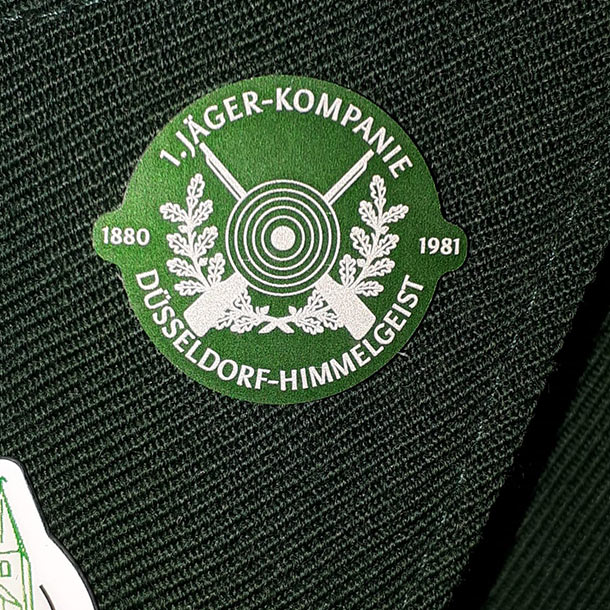 1. JÄGER-KOMPANIE
1880
1981
DÜSSELDORF-HIMMELGEIST